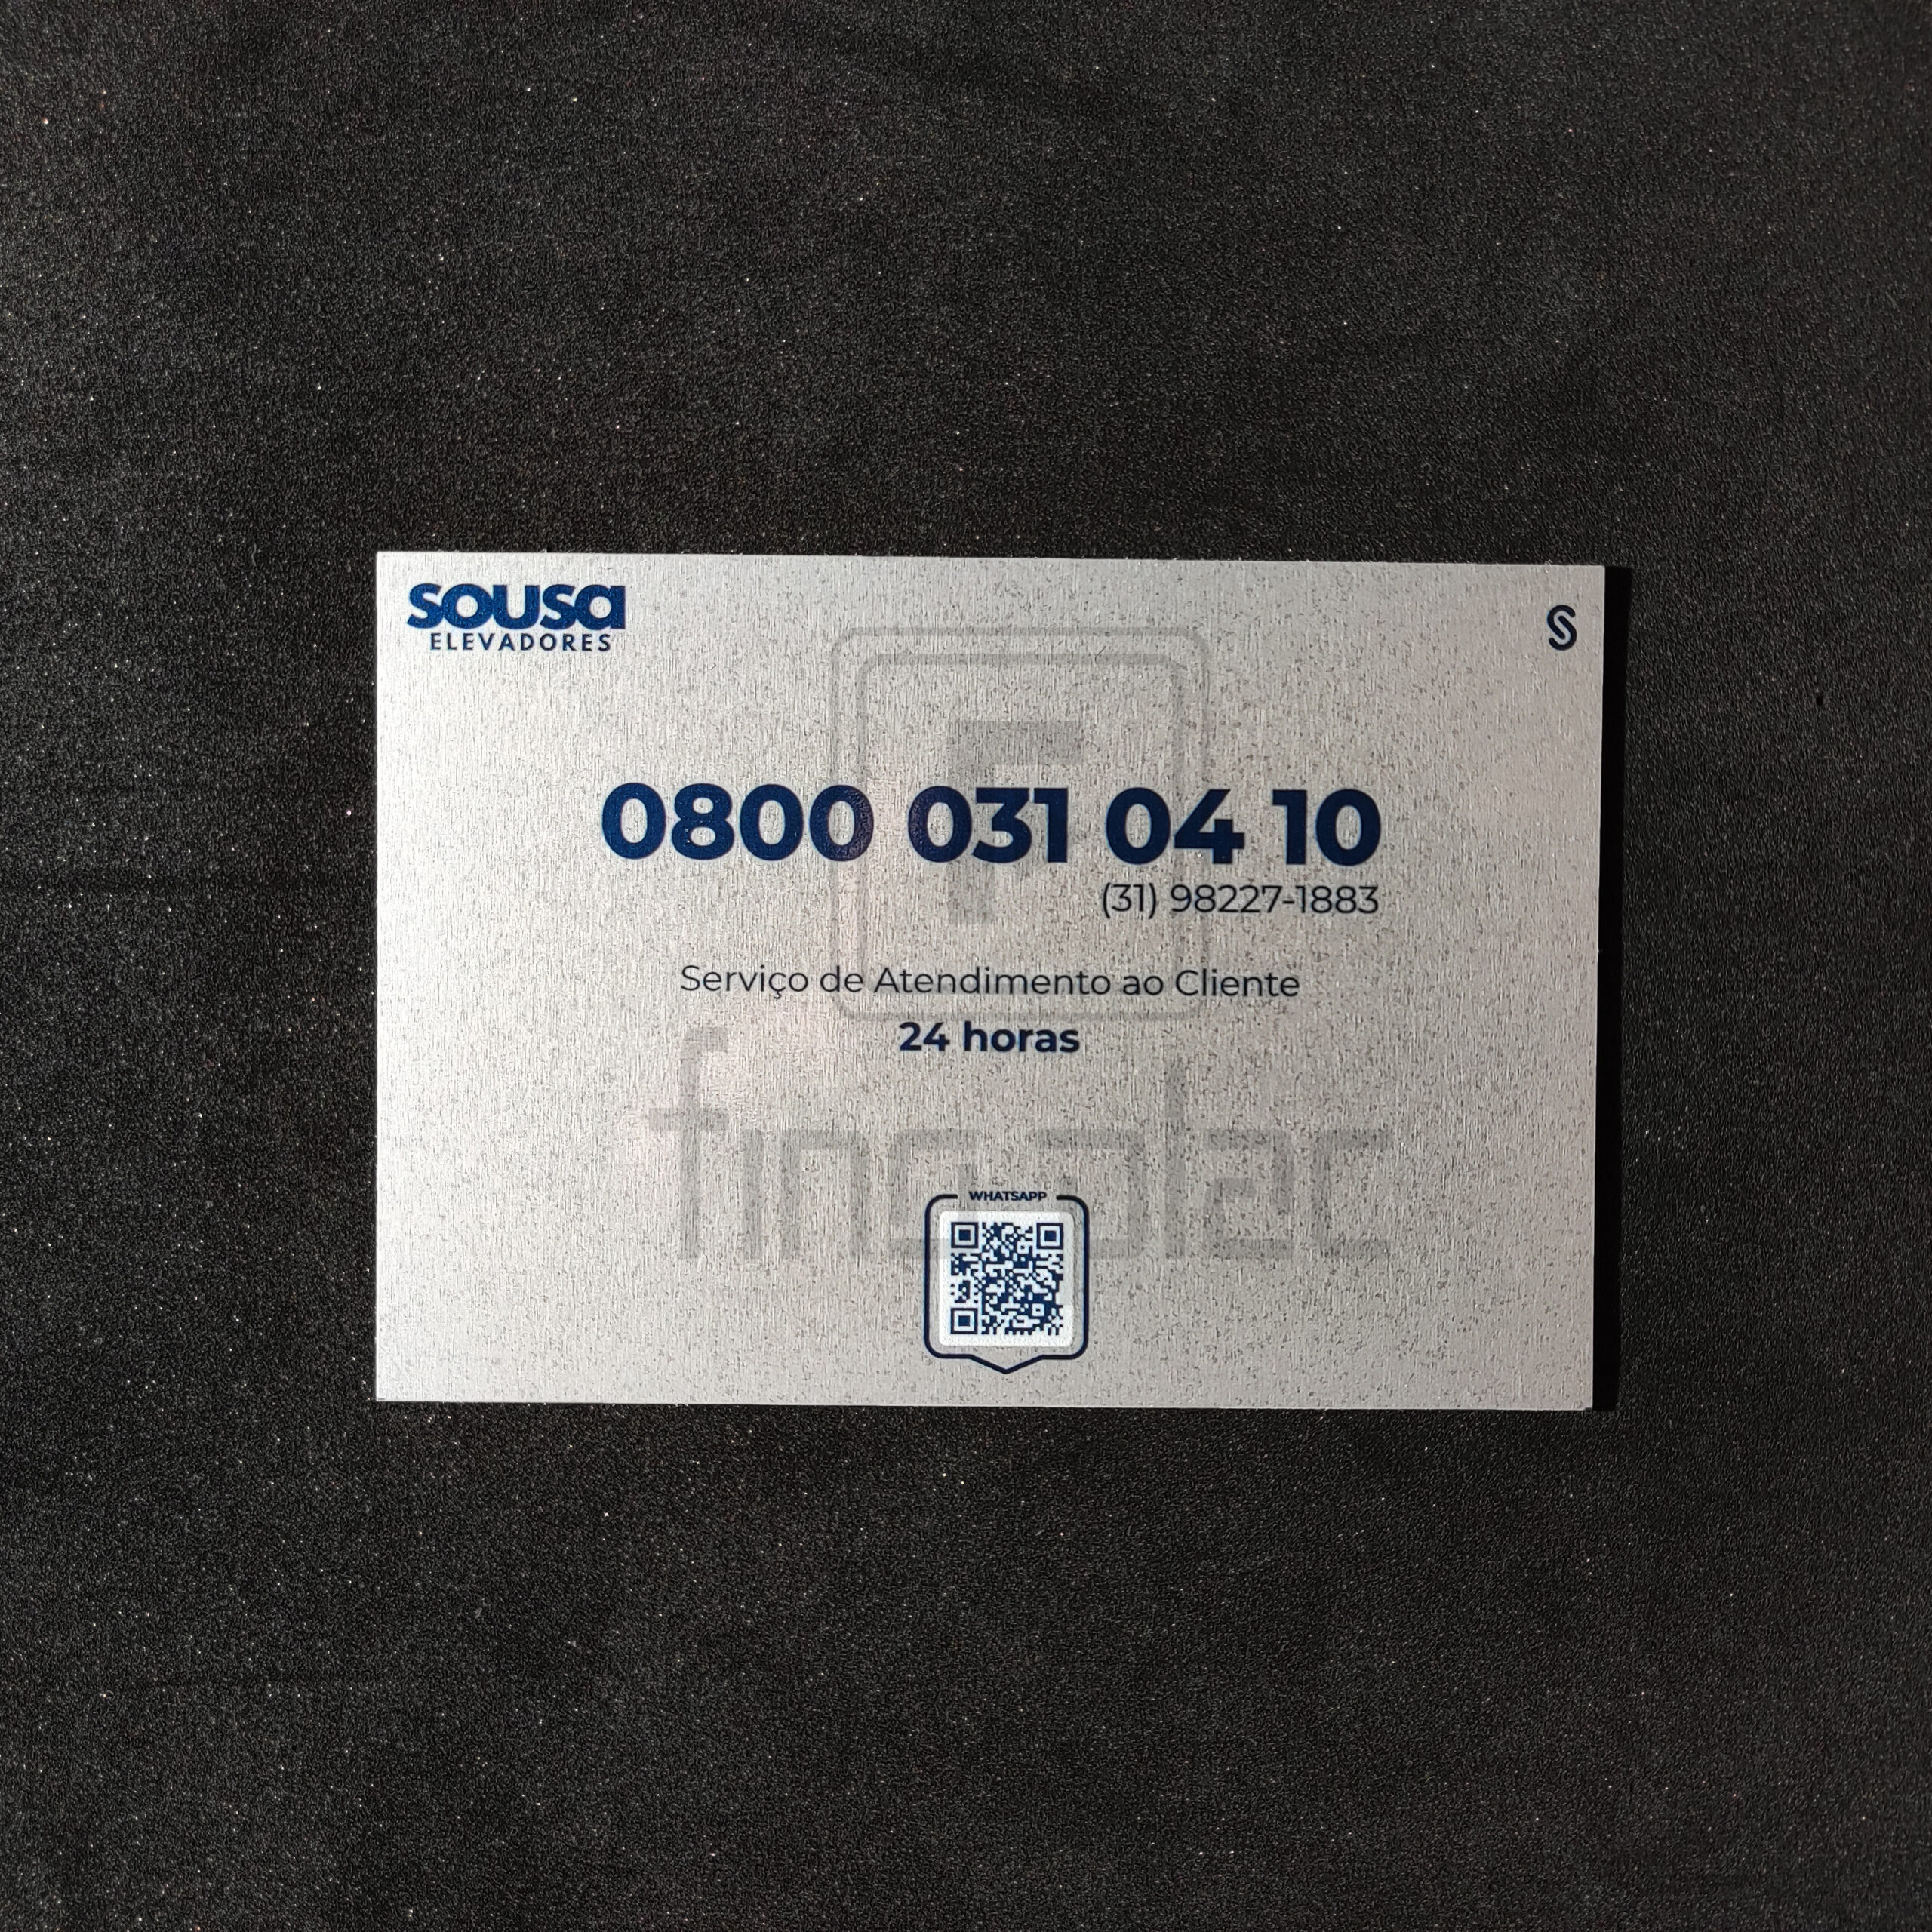 sousa
ELEVADORES
S
0800 031 04 10
(31) 98227-1883
Serviço de Atendimento ao Cliente
24 horas
WHATSAPP
F